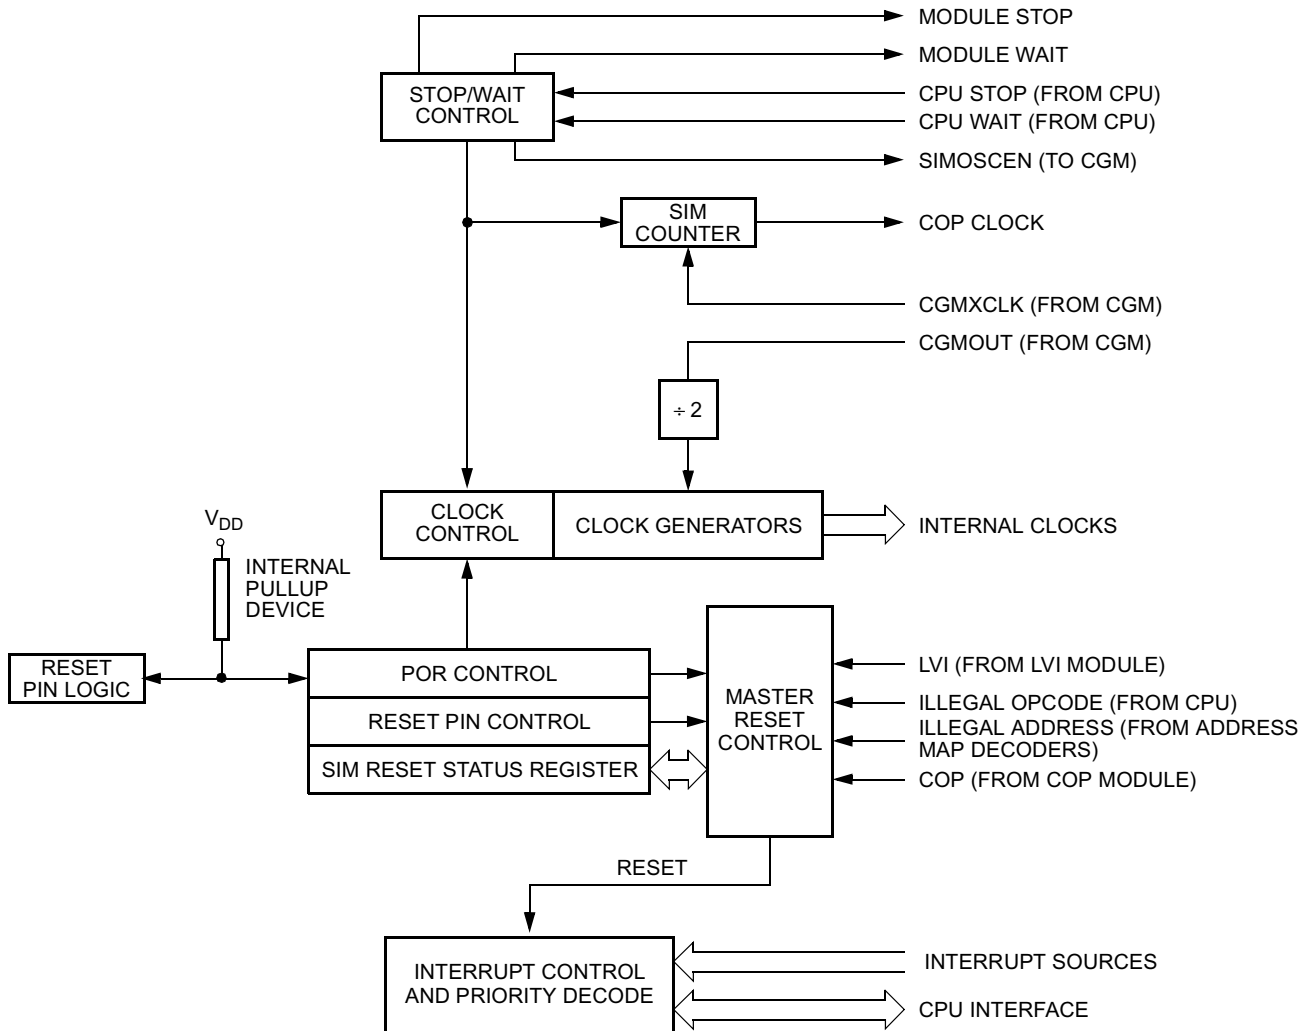 MODULE STOP
MODULE WAIT
STOP/WAIT
CONTROL
CPU STOP (FROM CPU)
CPU WAIT (FROM CPU)
SIMOSCEN (TO CGM)
SIM
COUNTER
COP CLOCK
CGMXCLK (FROM CGM)
CGMOUT (FROM CGM)
÷ 2
CLOCK
CONTROL
CLOCK GENERATORS
INTERNAL CLOCKS
VDD
INTERNAL
PULLUP
DEVICE
RESET
PIN LOGIC
POR CONTROL
RESET PIN CONTROL
SIM RESET STATUS REGISTER
MASTER
RESET
CONTROL
LVI (FROM LVI MODULE)
ILLEGAL OPCODE (FROM CPU)
ILLEGAL ADDRESS (FROM ADDRESS
MAP DECODERS)
COP (FROM COP MODULE)
RESET
INTERRUPT CONTROL
AND PRIORITY DECODE
INTERRUPT SOURCES
CPU INTERFACE